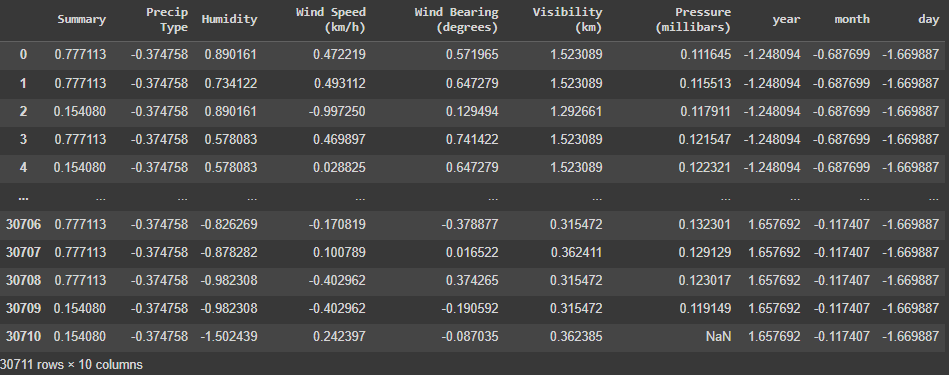 Summary Precip Type Humidity Wind Speed (km/h) Wind Bearing (degrees) Visibility (km) Pressure (millibars) year month day
0 0.777113 -0.374758 0.890161 0.472219 0.571965 1.523089 0.111645 -1.248094 -0.687699 -1.669887
1 0.777113 -0.374758 0.734122 0.493112 0.647279 1.523089 0.115513 -1.248094 -0.687699 -1.669887
2 0.154080 -0.374758 0.890161 -0.997250 0.129494 1.292661 0.117911 -1.248094 -0.687699 -1.669887
3 0.777113 -0.374758 0.578083 0.469897 0.741422 1.523089 0.121547 -1.248094 -0.687699 -1.669887
4 0.154080 -0.374758 0.578083 0.028825 0.647279 1.523089 0.122321 -1.248094 -0.687699 -1.669887
... ... ... ... ... ... ... ... ... ... ...
30706 0.777113 -0.374758 -0.826269 -0.170819 -0.378877 0.315472 0.132301 1.657692 -0.117407 -1.669887
30707 0.777113 -0.374758 -0.878282 0.100789 0.016522 0.362411 0.129129 1.657692 -0.117407 -1.669887
30708 0.777113 -0.374758 -0.982308 -0.402962 0.374265 0.315472 0.123017 1.657692 -0.117407 -1.669887
30709 0.154080 -0.374758 -0.982308 -0.402962 -0.190592 0.315472 0.119149 1.657692 -0.117407 -1.669887
30710 0.154080 -0.374758 -1.502439 0.242397 -0.087035 0.362385 NaN 1.657692 -0.117407 -1.669887
30711 rows × 10 columns